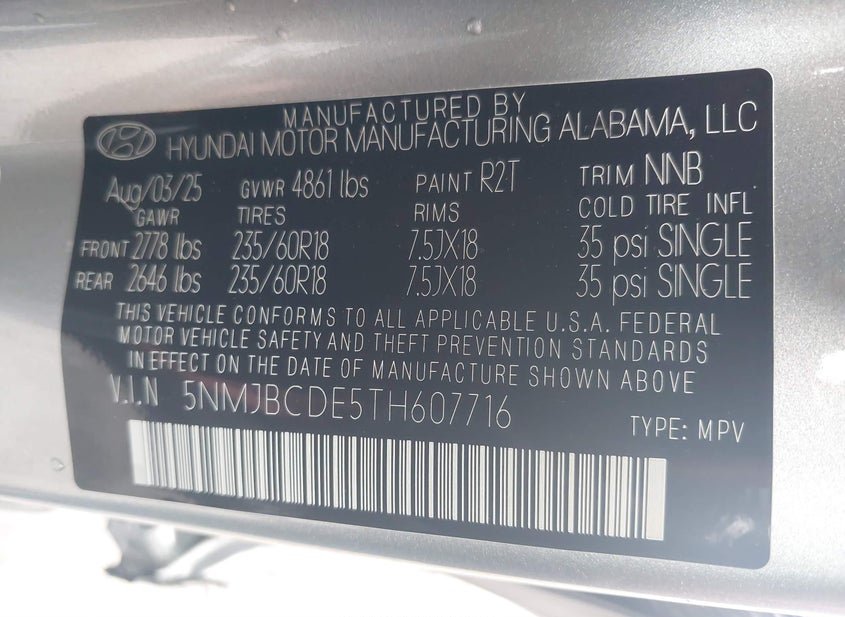 MANUFACTURED BY
HYUNDAI MOTOR MANUFACTURING ALABAMA, LLC
Aug/03/25 GVWR 4861 lbs PAINT R2T TRIM NNB
GAWR TIRES RIMS COLD TIRE INFL
FRONT 2778 lbs 235/60R18 7.5JX18 35 psi SINGLE
REAR 2646 lbs 235/60R18 7.5JX18 35 psi SINGLE
THIS VEHICLE CONFORMS TO ALL APPLICABLE U.S.A. FEDERAL
MOTOR VEHICLE SAFETY AND THEFT PREVENTION STANDARDS
IN EFFECT ON THE DATE OF MANUFACTURE SHOWN ABOVE
V.I.N 5NMJBCDE5TH607716
TYPE: MPV